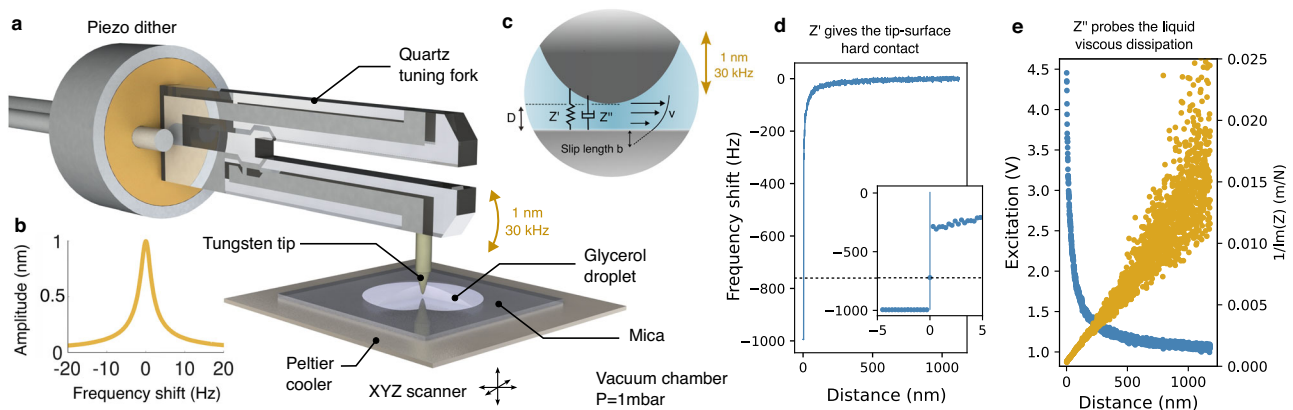 a
Piezo dither
Quartz
tuning fork
1 nm
30 kHz
Tungsten tip
Glycerol
droplet
Mica
Peltier
cooler
XYZ scanner
Vacuum chamber
P=1mbar
b
Amplitude (nm)
1
0.5
0
-20
-10
0
10
20
Frequency shift (Hz)
c
1 nm
30 kHz
D
Z'
Z''
v
Slip length b
d
Z' gives the tip-surface
hard contact
Frequency shift (Hz)
0
−200
−400
−600
−800
−1000
0
−500
−1000
−5
0
5
0
500
1000
Distance (nm)
e
Z'' probes the liquid
viscous dissipation
Excitation (V)
4.5
4.0
3.5
3.0
2.5
2.0
1.5
1.0
0.025
0.020
0.015
0.010
0.005
0.000
1/Im(Z) (m/N)
0
500
1000
Distance (nm)